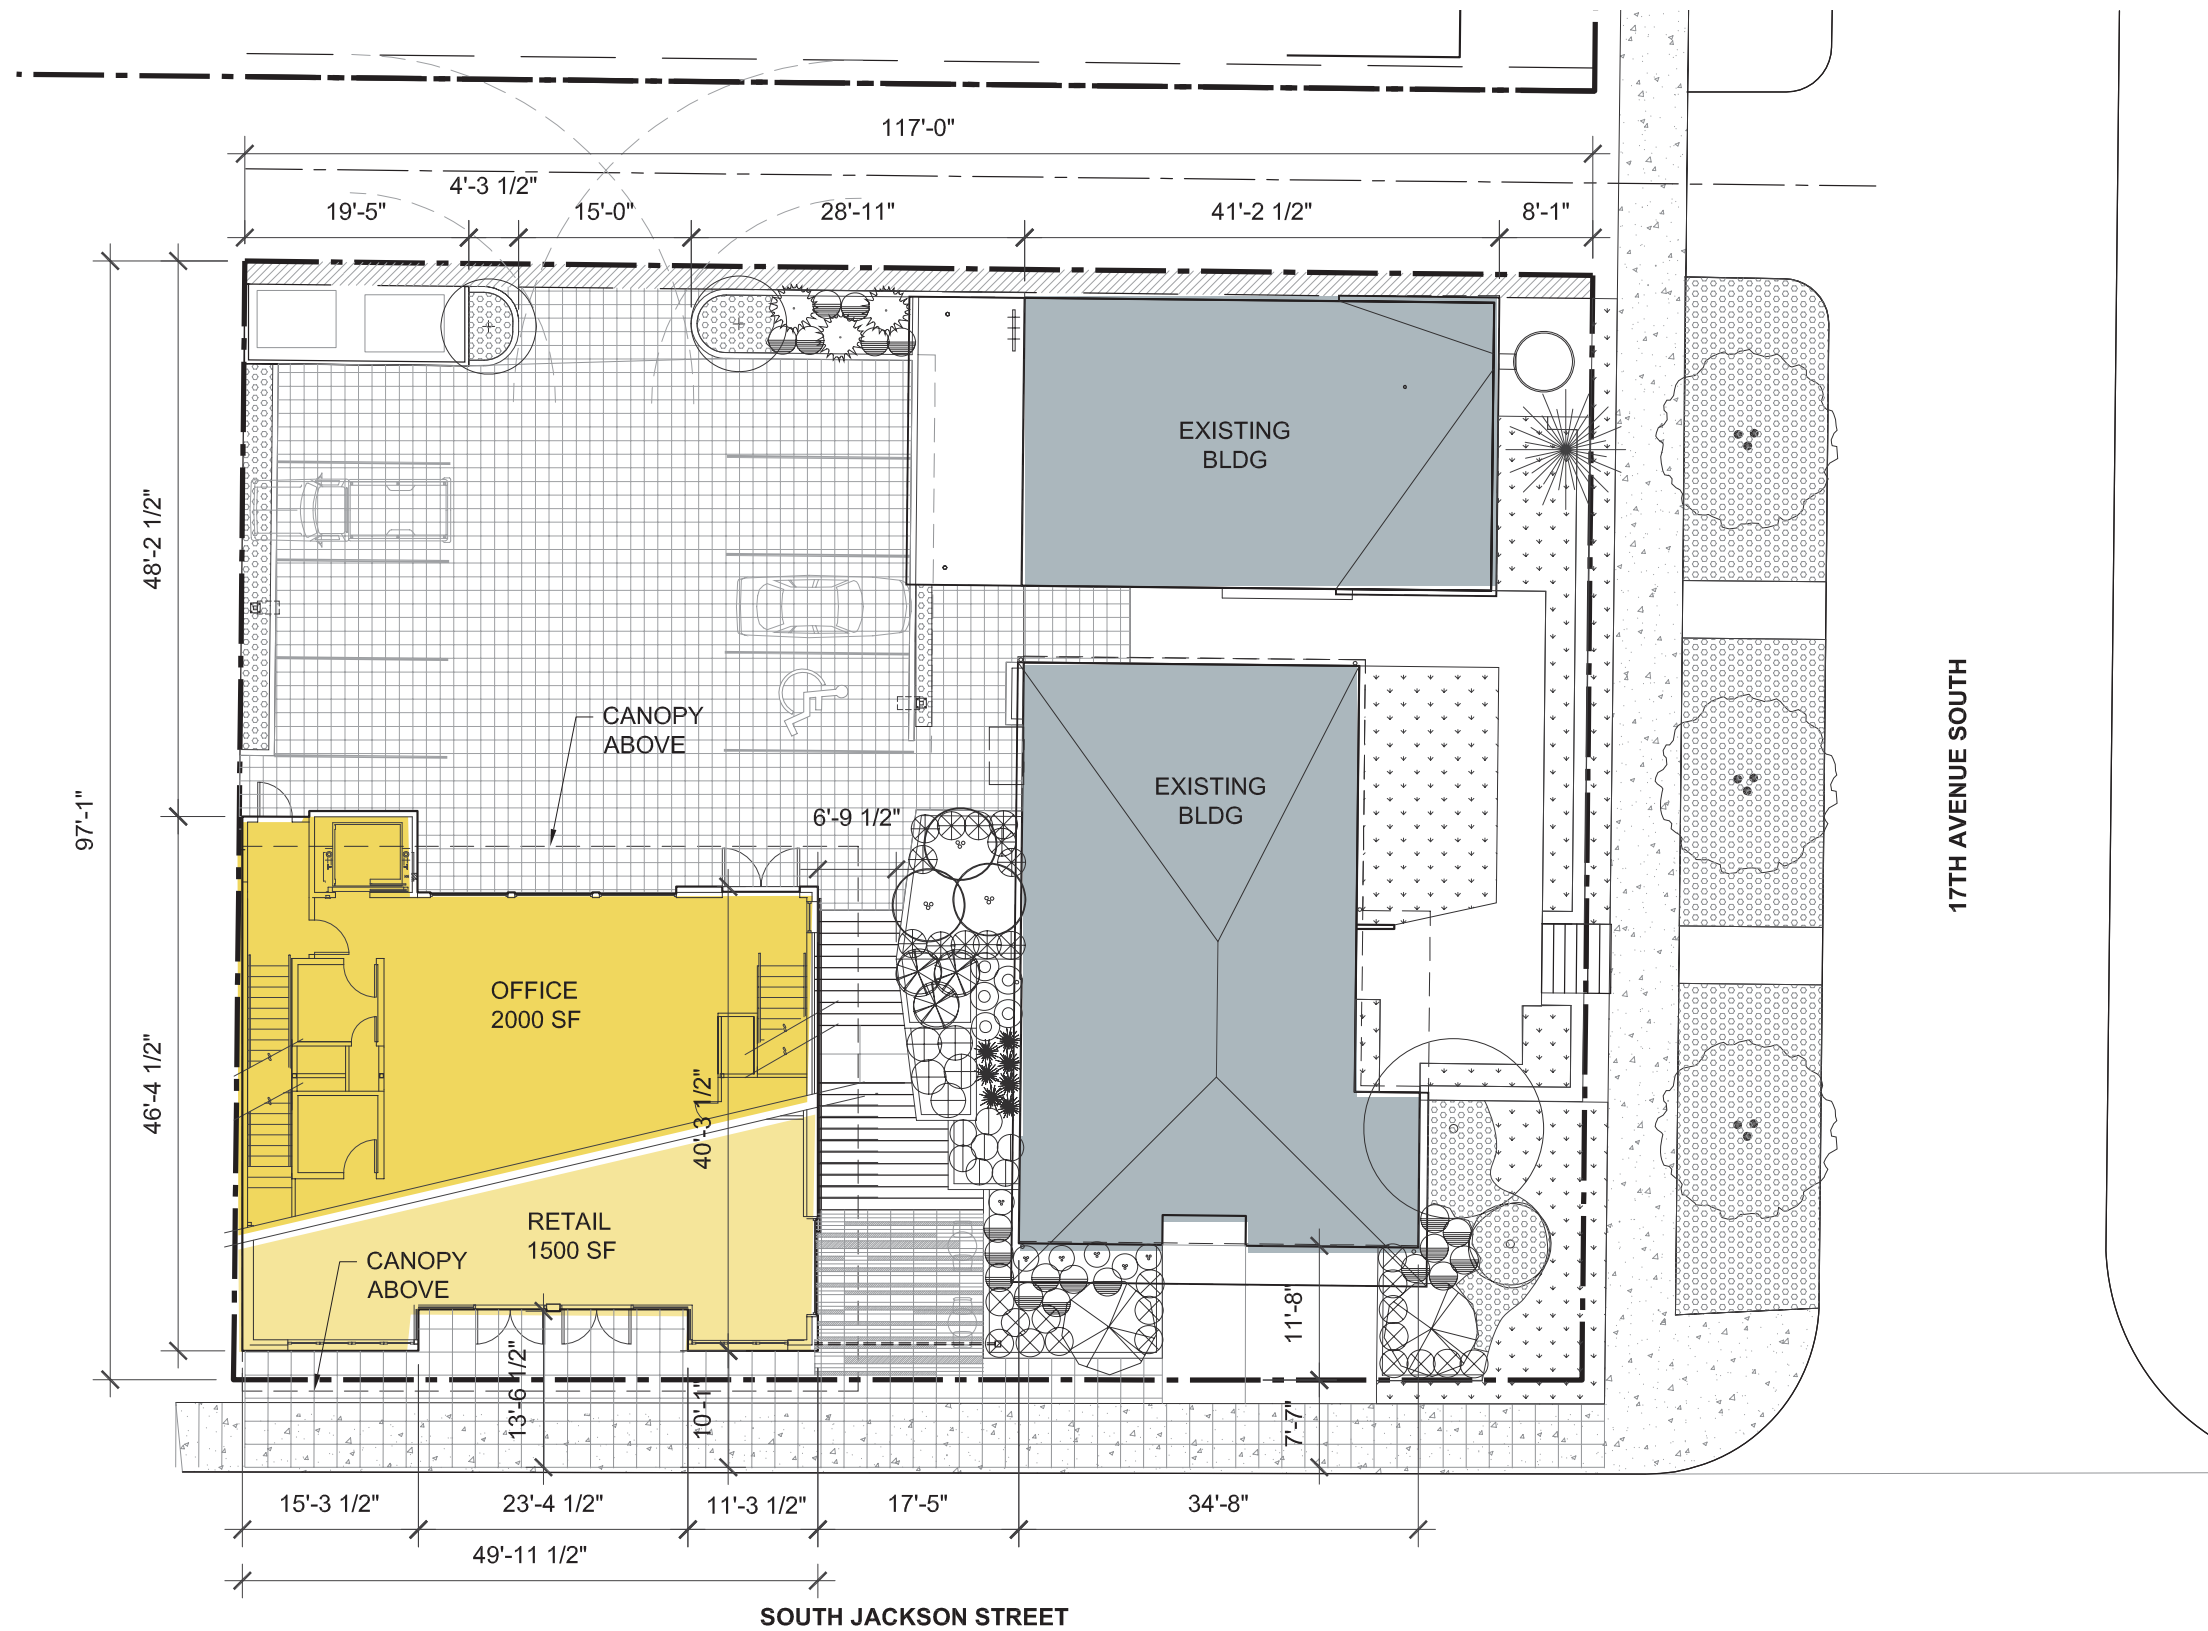 117'-0"
4'-3 1/2"
19'-5"
15'-0"
28'-11"
41'-2 1/2"
8'-1"
EXISTING
BLDG
48'-2 1/2"
CANOPY
ABOVE
97'-1"
6'-9 1/2"
EXISTING
BLDG
17TH AVENUE SOUTH
OFFICE
2000 SF
46'-4 1/2"
40'-3 1/2"
RETAIL
1500 SF
CANOPY
ABOVE
11'-8"
13'-6 1/2"
10'-1"
7'-7"
15'-3 1/2"
23'-4 1/2"
11'-3 1/2"
17'-5"
34'-8"
49'-11 1/2"
SOUTH JACKSON STREET